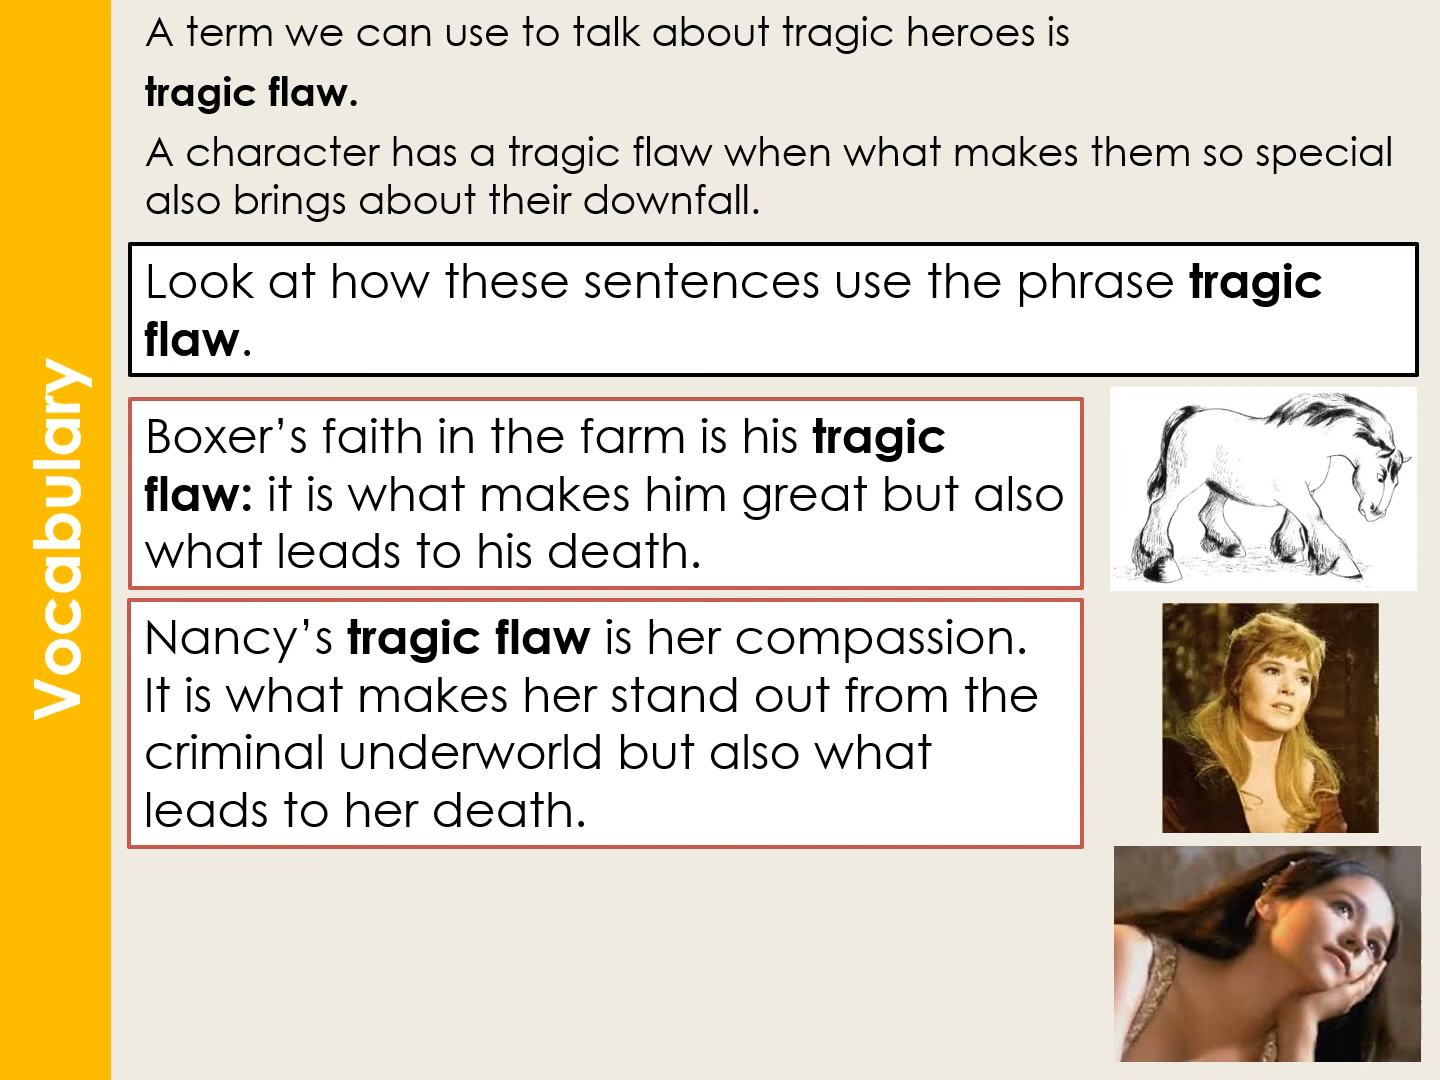 Vocabulary
A term we can use to talk about tragic heroes is
tragic flaw.
A character has a tragic flaw when what makes them so special
also brings about their downfall.
Look at how these sentences use the phrase tragic
flaw.
Boxer’s faith in the farm is his tragic
flaw: it is what makes him great but also
what leads to his death.
Nancy’s tragic flaw is her compassion.
It is what makes her stand out from the
criminal underworld but also what
leads to her death.